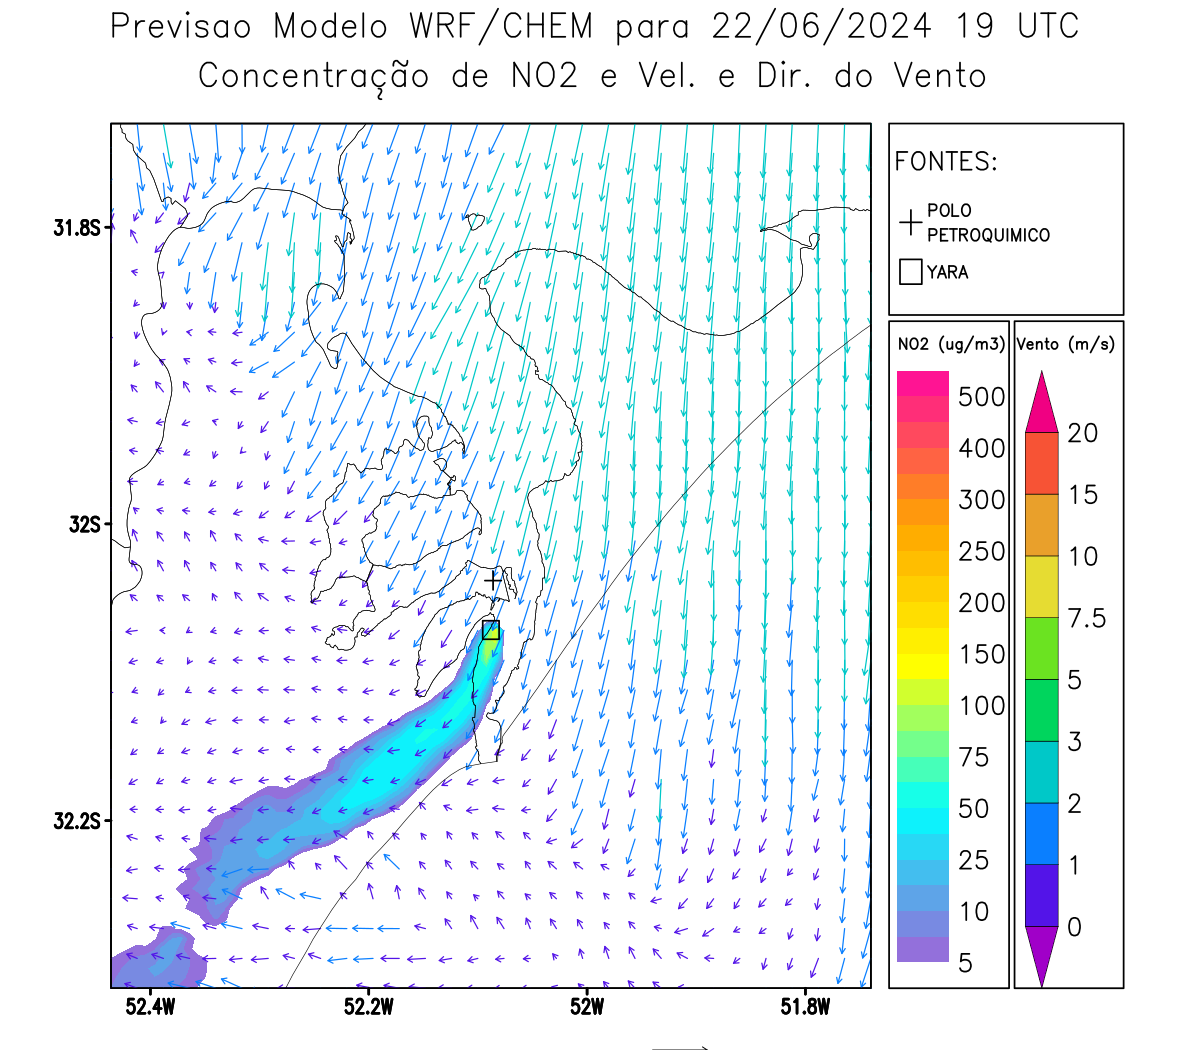 Previsao Modelo WRF/CHEM para 22/06/2024 19 UTC
Concentração de NO2 e Vel. e Dir. do Vento
FONTES:
POLO
PETROQUIMICO
YARA
NO2 (ug/m3)
500
400
300
250
200
150
100
75
50
25
10
5
Vento (m/s)
20
15
10
7.5
5
3
2
1
0
31.8S
32S
32.2S
52.4W
52.2W
52W
51.8W